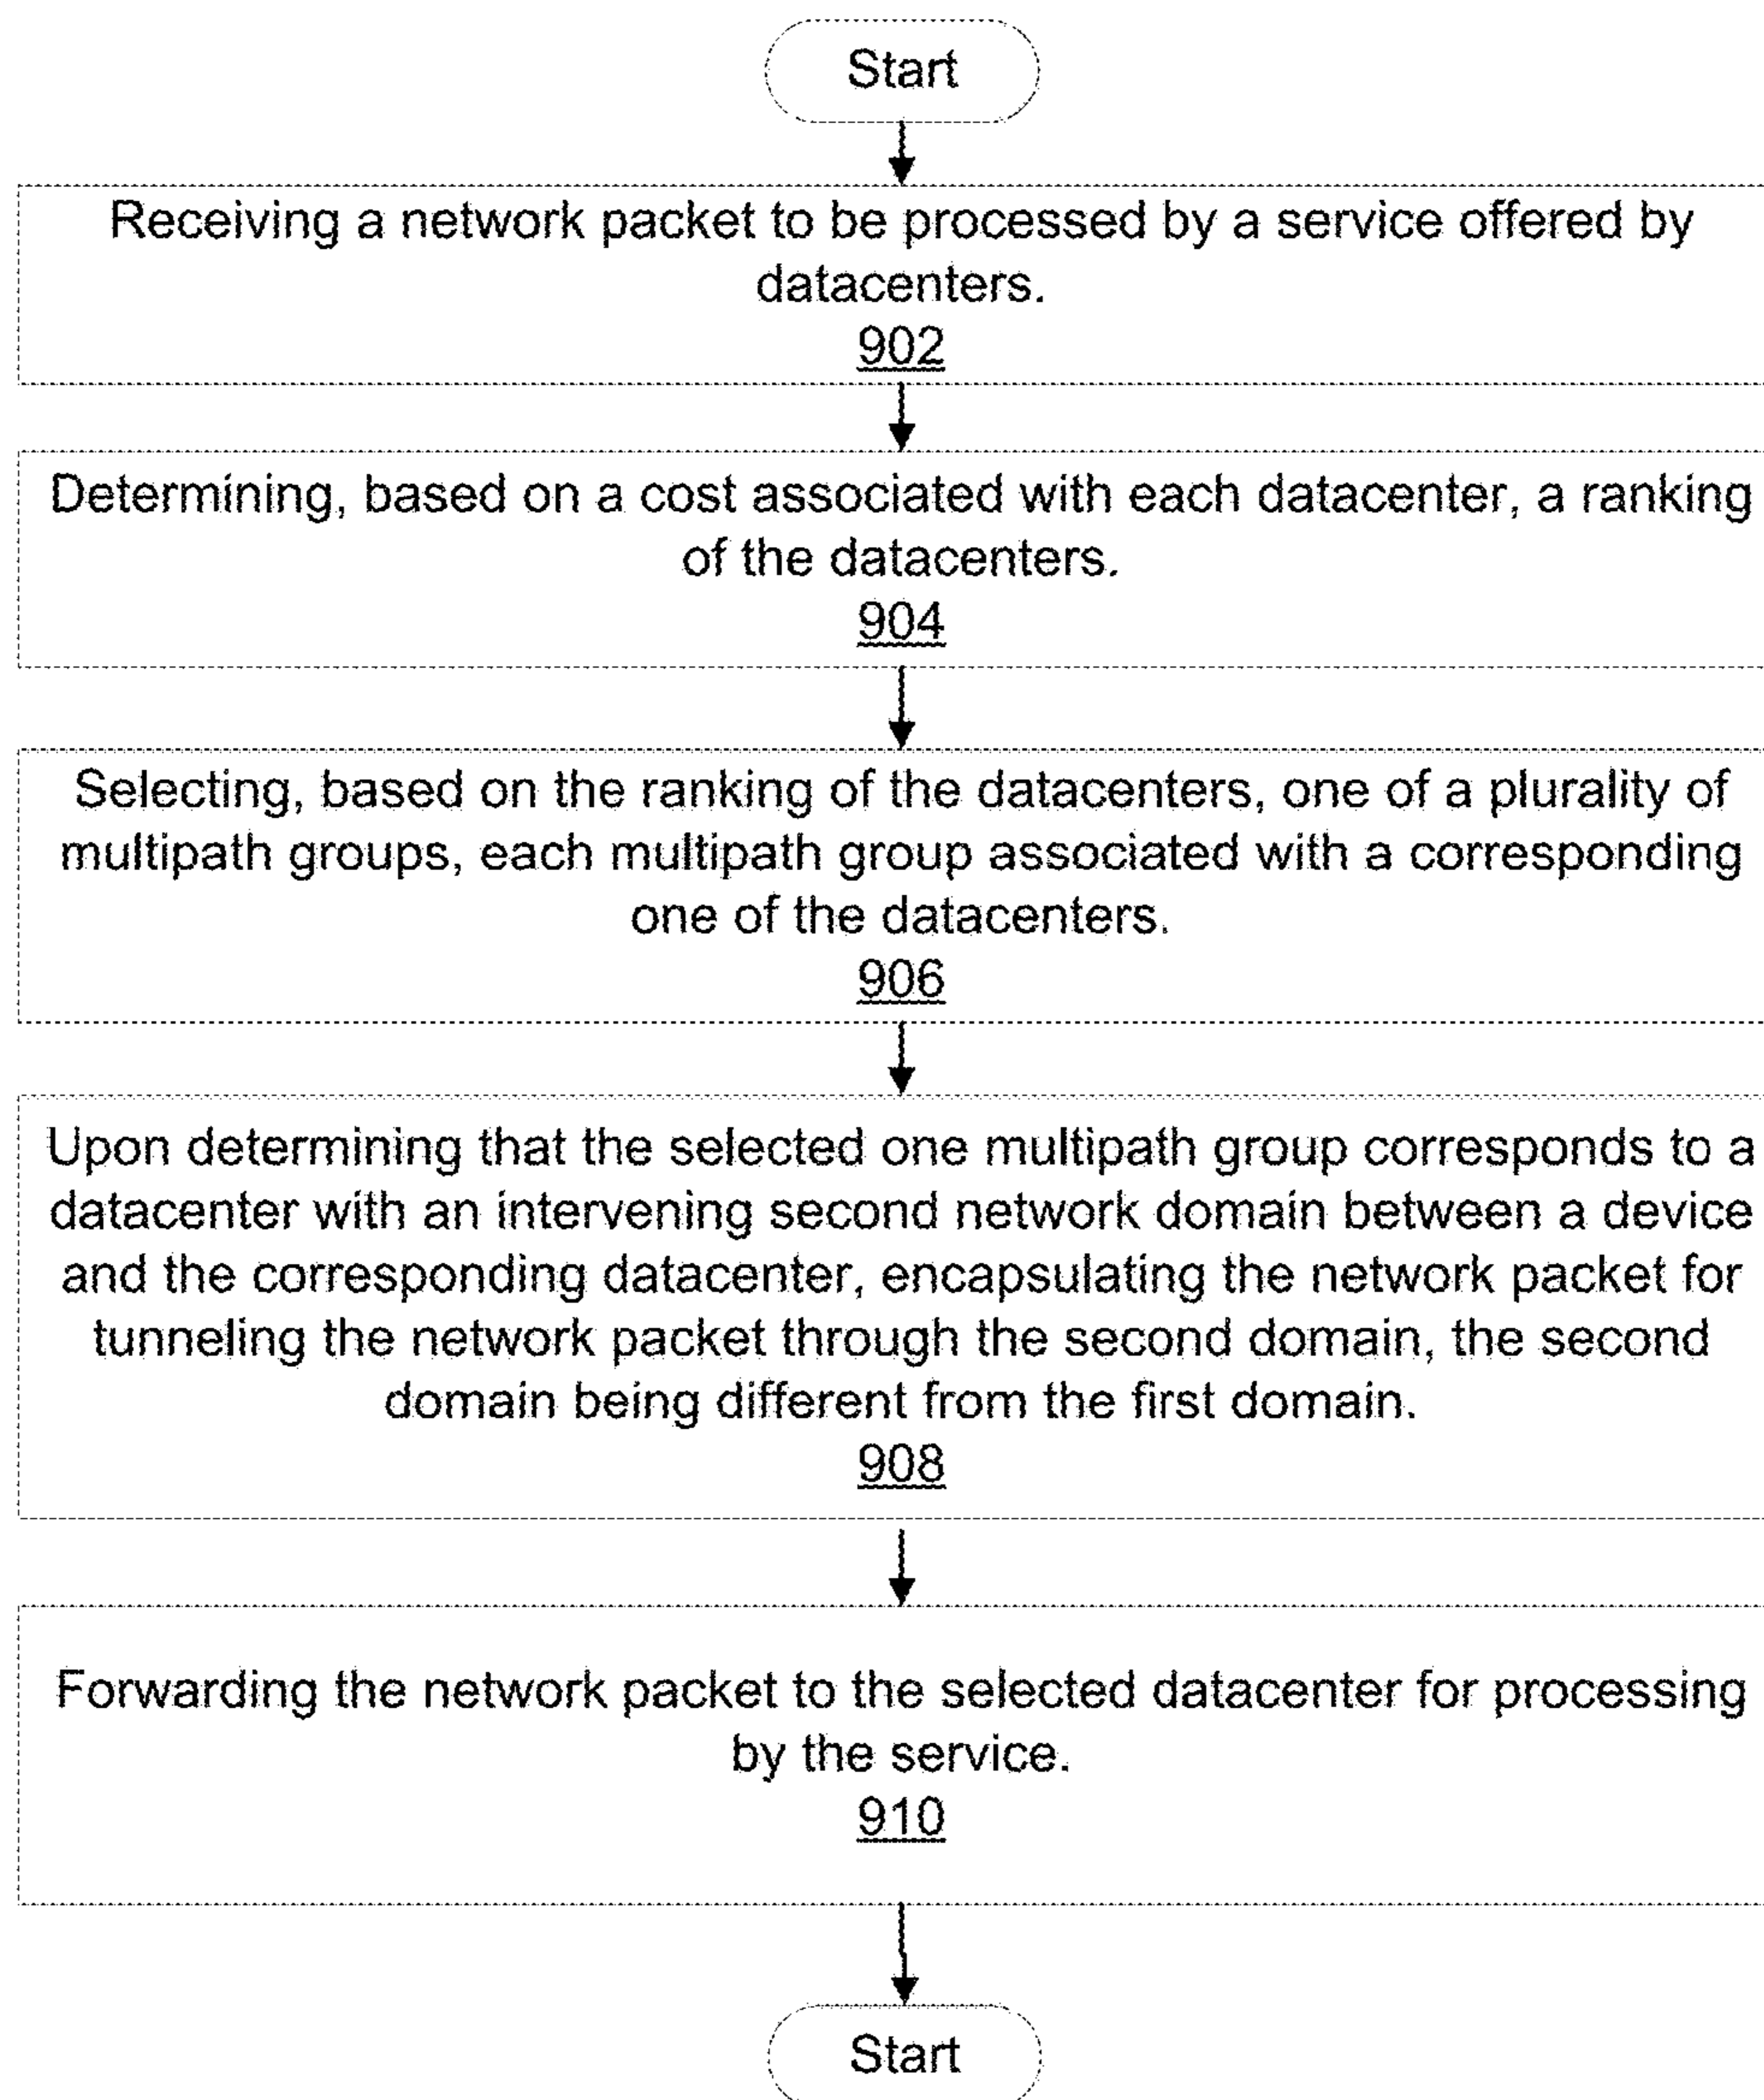 Start
Receiving a network packet to be processed by a service offered by
datacenters.
902
Determining, based on a cost associated with each datacenter, a ranking
of the datacenters.
904
Selecting, based on the ranking of the datacenters, one of a plurality of
multipath groups, each multipath group associated with a corresponding
one of the datacenters.
906
Upon determining that the selected one multipath group corresponds to a
datacenter with an intervening second network domain between a device
and the corresponding datacenter, encapsulating the network packet for
tunneling the network packet through the second domain, the second
domain being different from the first domain.
908
Forwarding the network packet to the selected datacenter for processing
by the service.
910
Start